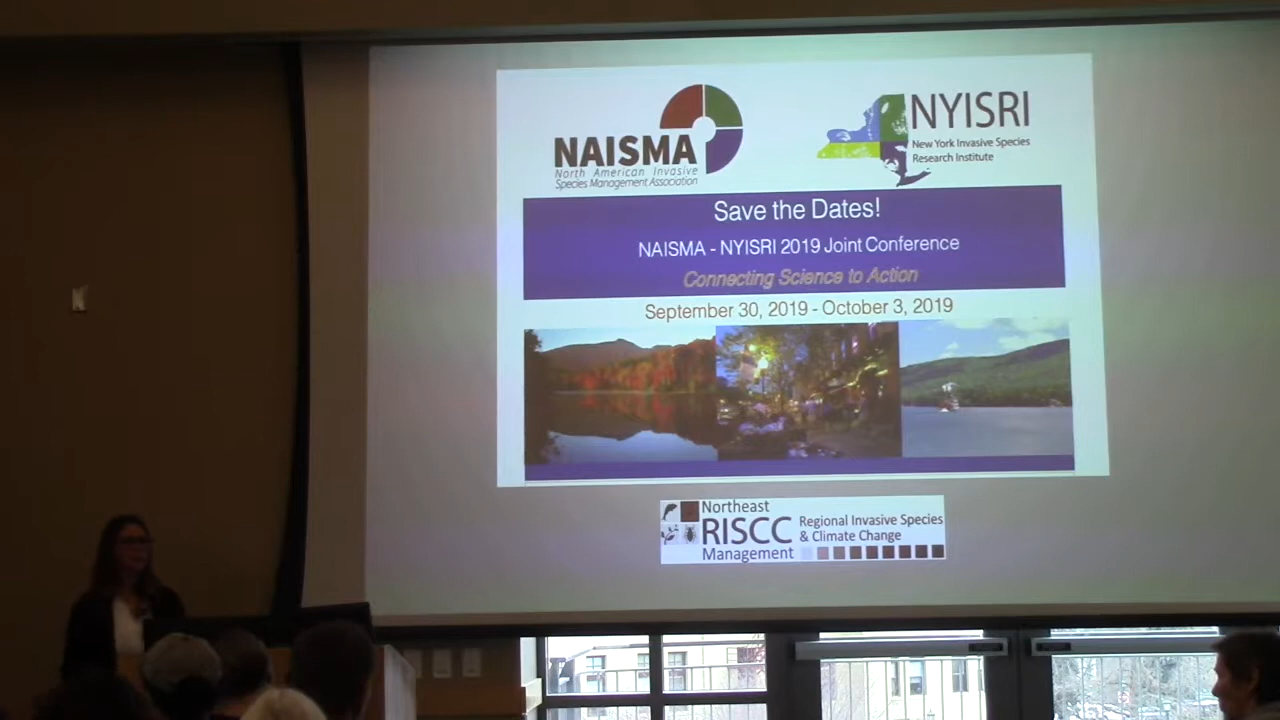 NAISMA
North American Invasive
Species Management Association
NYISRI
New York Invasive Species
Research Institute
Save the Dates!
NAISMA - NYISRI 2019 Joint Conference
Connecting Science to Action
September 30, 2019 - October 3, 2019
Northeast
RISCC
Management
Regional Invasive Species
& Climate Change